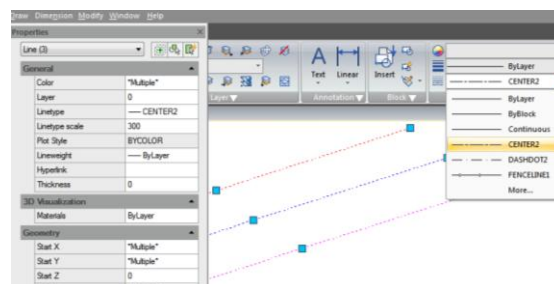 Draw Dimension Modify Window Help
Properties
Line (3)
General
Color "Multiple"
Layer 0
Linetype CENTER2
Linetype scale 300
Plot Style BYCOLOR
Lineweight ByLayer
Hyperlink
Thickness 0
3D Visualization
Materials ByLayer
Geometry
Start X "Multiple"
Start Y "Multiple"
Start Z 0
Text Linear Insert
Layer Annotation Block
ByLayer
CENTER2
ByLayer
ByBlock
Continuous
CENTER2
DASHDOT2
FENCELINE1
More...